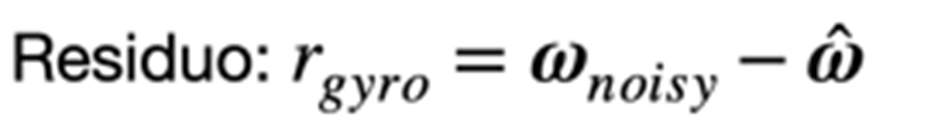 Residuo: r_gyro = ω_noisy − ω̂